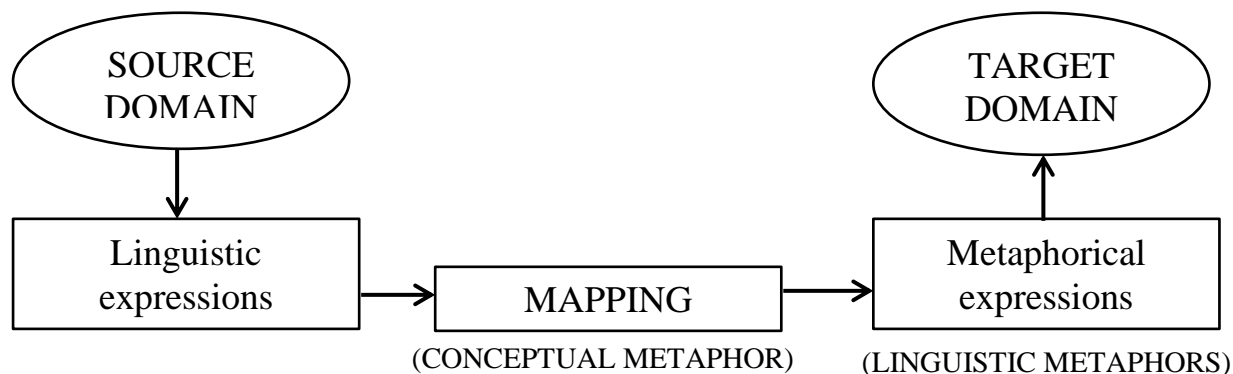 SOURCE
DOMAIN
TARGET
DOMAIN
Linguistic
expressions
MAPPING
(CONCEPTUAL METAPHOR)
Metaphorical
expressions
(LINGUISTIC METAPHORS)